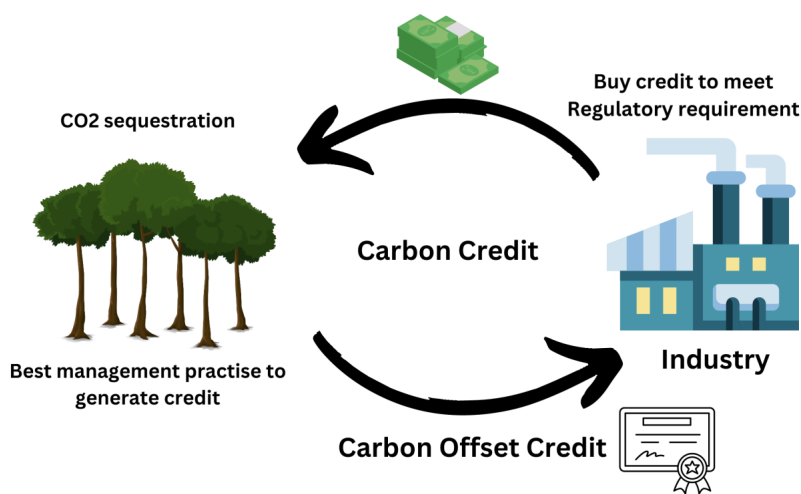 Buy credit to meet
Regulatory requirement
CO2 sequestration
Carbon Credit
Best management practise to
generate credit
Industry
Carbon Offset Credit